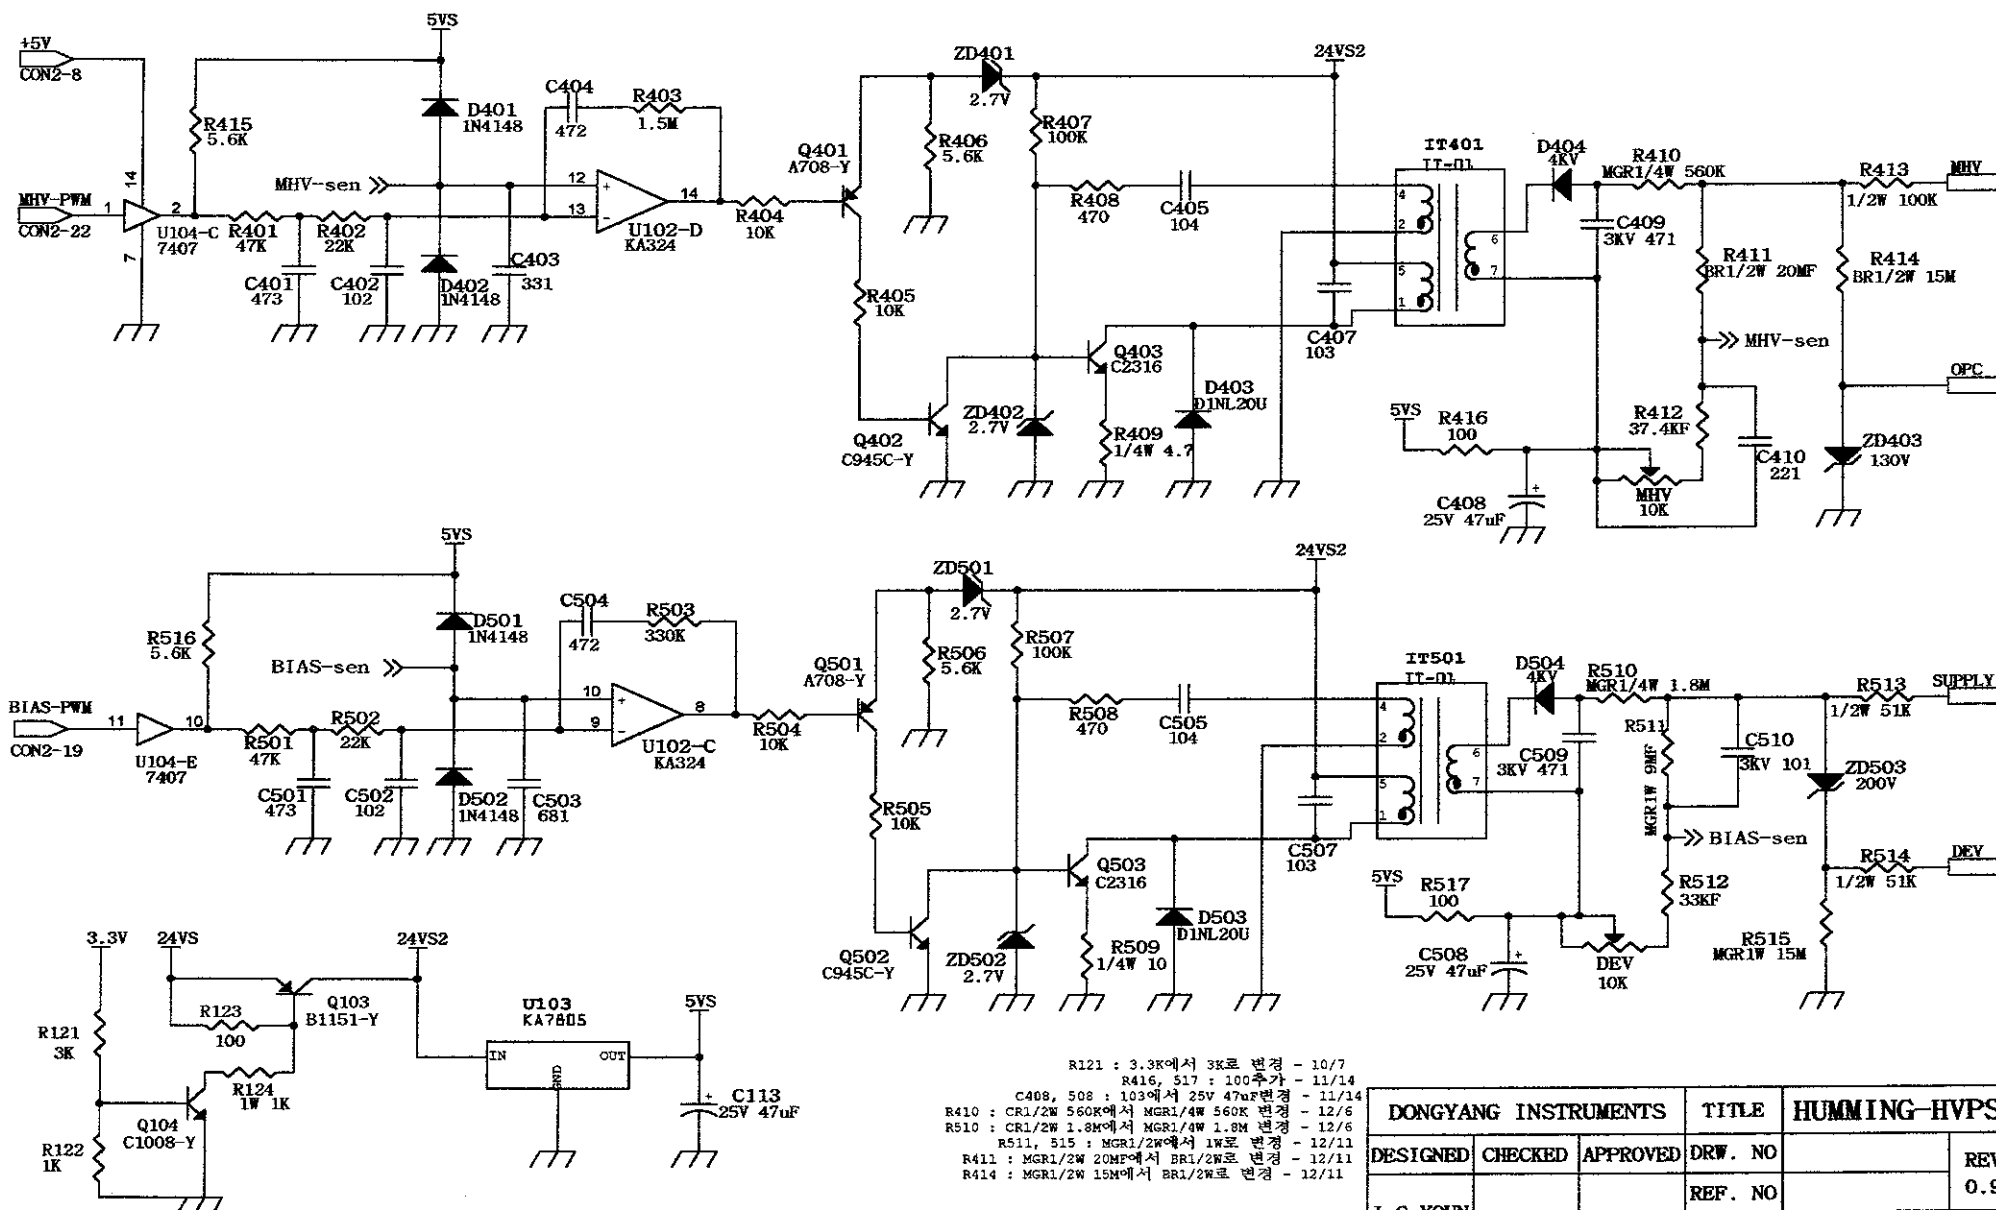 +5V
CON2-8
5VS
R415
5.6K
D401
1N4148
C404
472
R403
1.5M
MHV-sen
14
MHV-PWM
CON2-22
1
2
7
U104-C
7407
R401
47K
R402
22K
C401
473
C402
102
D402
1N4148
C403
331
12
13
14
+
−
U102-D
KA324
R404
10K
Q401
A708-Y
ZD401
2.7V
R406
5.6K
R407
100K
R405
10K
R408
470
C405
104
Q402
C945C-Y
ZD402
2.7V
Q403
C2316
R409
1/4W 4.7
D403
D1NL20U
24VS2
C407
103
IT401
IT-01
4
2
5
1
6
7
D404
4KV
R410
MGR1/4W 560K
C409
3KV 471
R411
BR1/2W 20MF
R413
1/2W 100K
MHV
R414
BR1/2W 15M
MHV-sen
OPC
5VS
R416
100
R412
37.4KF
C410
221
ZD403
130V
MHV
10K
C408
25V 47uF
+
5VS
R516
5.6K
D501
1N4148
C504
472
R503
330K
BIAS-sen
BIAS-PWM
CON2-19
11
10
U104-E
7407
R501
47K
R502
22K
C501
473
C502
102
D502
1N4148
C503
681
10
9
8
+
−
U102-C
KA324
R504
10K
Q501
A708-Y
ZD501
2.7V
R506
5.6K
R507
100K
R505
10K
R508
470
C505
104
Q502
C945C-Y
ZD502
2.7V
Q503
C2316
R509
1/4W 10
D503
D1NL20U
24VS2
C507
103
IT501
IT-01
4
2
5
1
6
7
D504
4KV
R510
MGR1/4W 1.8M
C509
3KV 471
R511
MGR1W 9MF
C510
3KV 101
R513
1/2W 51K
SUPPLY
ZD503
200V
BIAS-sen
R514
1/2W 51K
DEV
5VS
R517
100
R512
33KF
R515
MGR1W 15M
DEV
10K
C508
25V 47uF
+
3.3V
24VS
24VS2
R121
3K
R123
100
Q103
B1151-Y
R124
1W 1K
Q104
C1008-Y
R122
1K
U103
KA7805
IN
OUT
GND
5VS
C113
25V 47uF
+
R121 : 3.3K에서 3K로 변경 - 10/7
R416, 517 : 100추가 - 11/14
C408, 508 : 103에서 25V 47uF변경 - 11/14
R410 : CR1/2W 560K에서 MGR1/4W 560K 변경 - 12/6
R510 : CR1/2W 1.8M에서 MGR1/4W 1.8M 변경 - 12/6
R511, 515 : MGR1/2W에서 1W로 변경 - 12/11
R411 : MGR1/2W 20MF에서 BR1/2W로 변경 - 12/11
R414 : MGR1/2W 15M에서 BR1/2W로 변경 - 12/11
DONGYANG INSTRUMENTS
TITLE
HUMMING-HVPS
DESIGNED
CHECKED
APPROVED
DRW. NO
REV
REF. NO
0.9